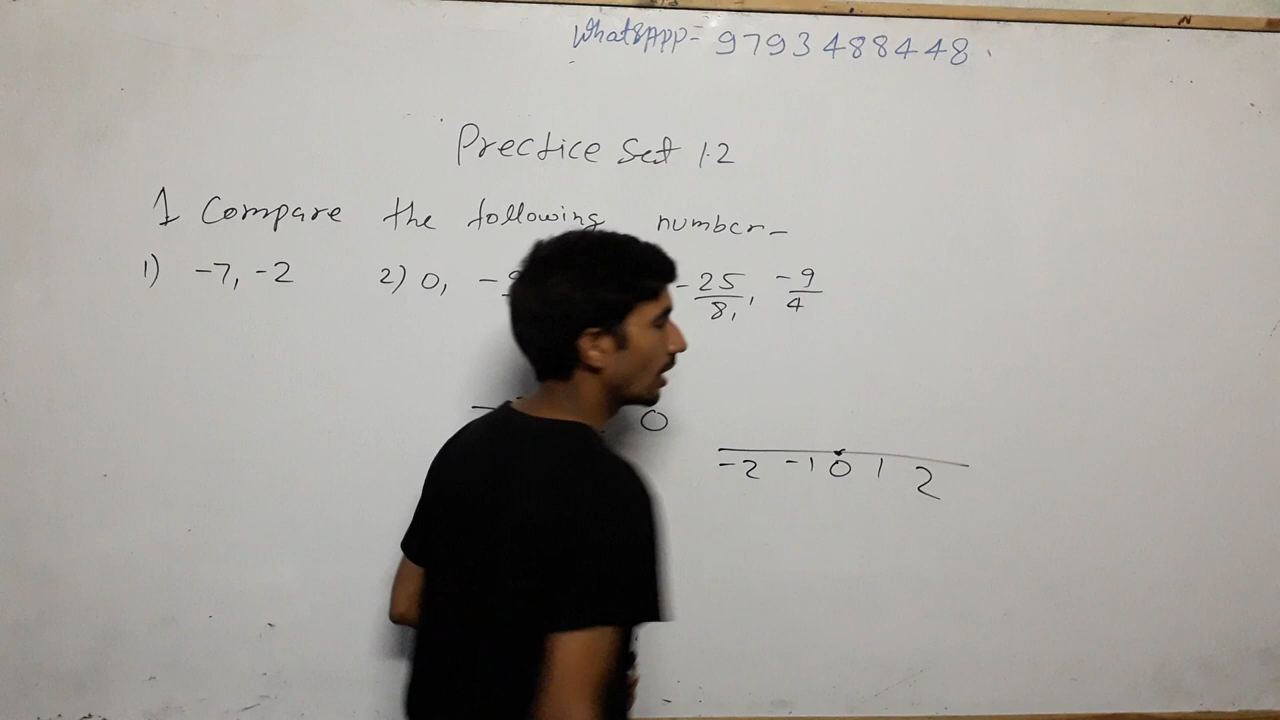 WhatsApp- 9793488448
Prectice Set 1.2
1 Compare the following number-
1) -7, -2 2) 0, - -25/8, -9/4
0
-2 -1 0 1 2